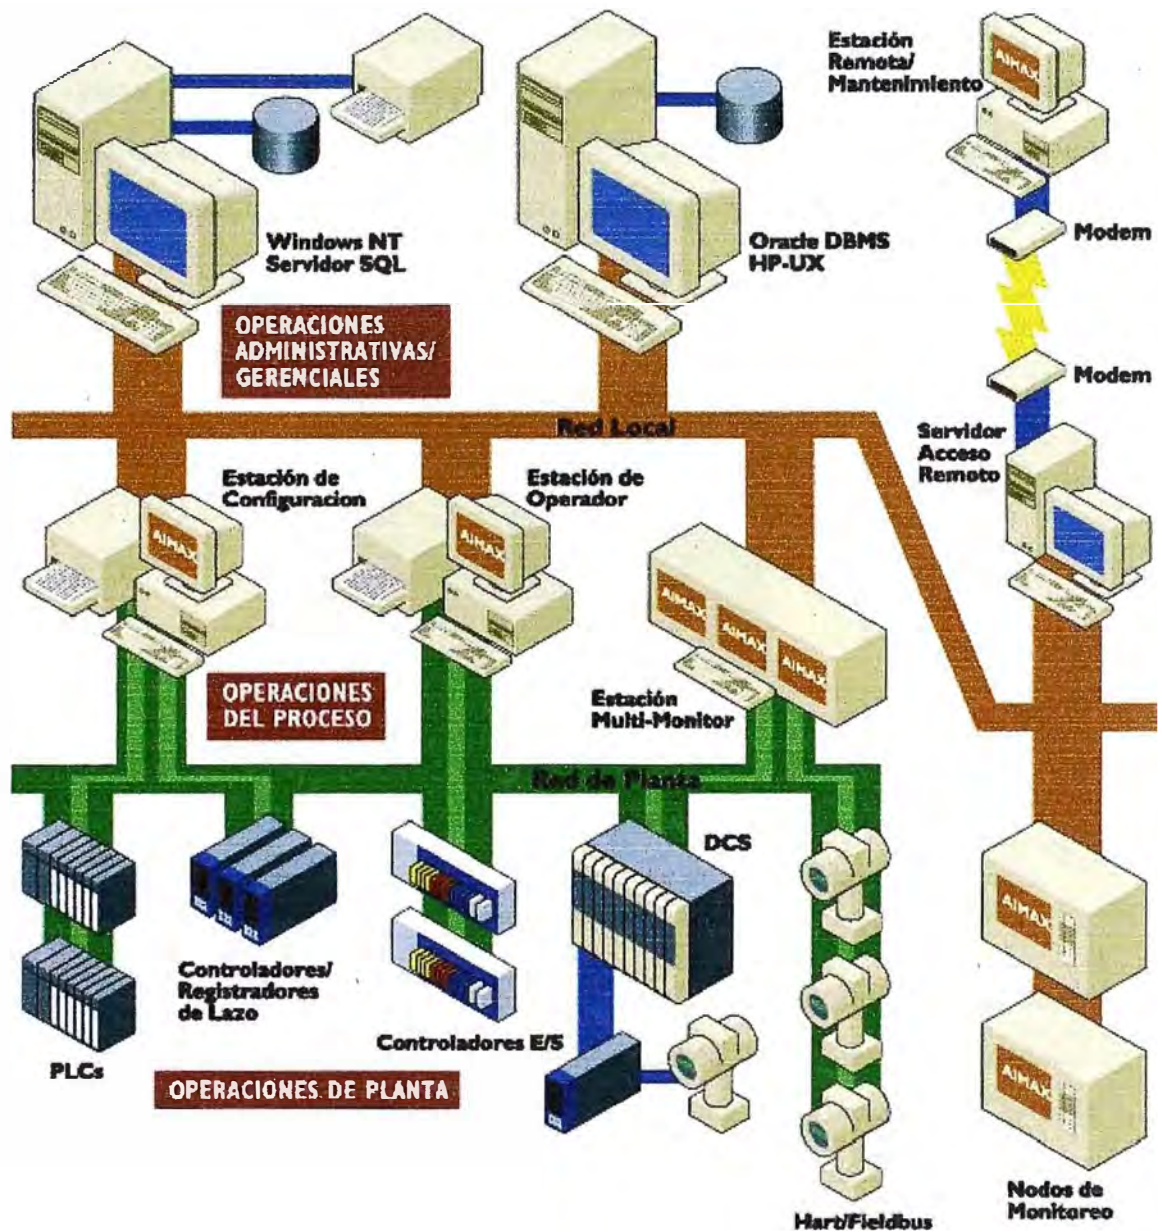 Estación
Remota/
Mantenimiento
AIMAX
Modem
Windows NT
Servidor SQL
Oracle DBMS
HP-UX
OPERACIONES
ADMINISTRATIVAS/
GERENCIALES
Modem
Red Local
Servidor
Acceso
Remoto
Estación de
Configuracion
AIMAX
Estación de
Operador
AIMAX
AIMAX
AIMAX
AIMAX
OPERACIONES
DEL PROCESO
Estación
Multi-Monitor
Red de Planta
DCS
AIMAX
Controladores/
Registradores
de Lazo
Controladores E/S
PLCs
OPERACIONES DE PLANTA
AIMAX
Nodos de
Monitoreo
Hart/Fieldbus